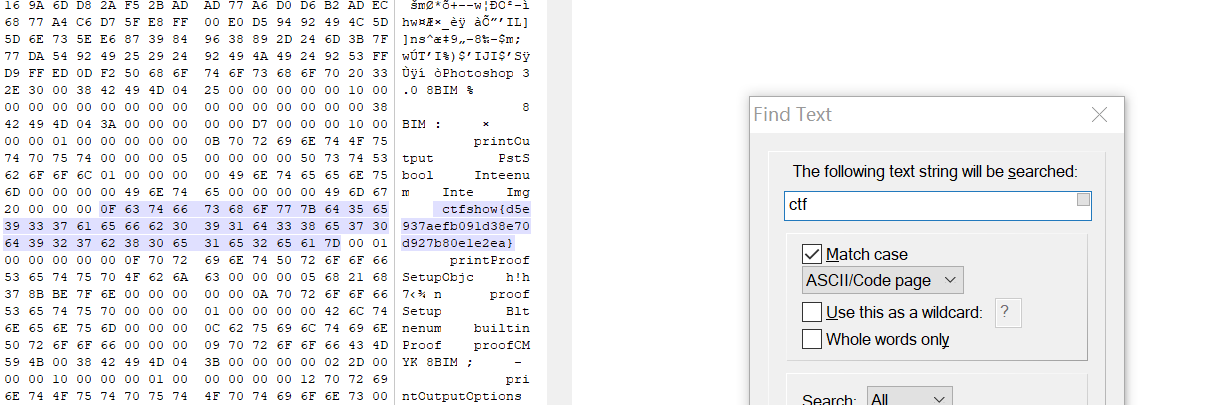 16 9A 6D D8 2A F5 2B AD AD 77 A6 D0 D6 B2 AD EC
68 77 A4 C6 D7 5F E8 FF 00 E0 D5 94 92 49 4C 5D
5D 6E 73 5E E6 87 39 84 96 38 89 2D 24 6D 3B 7F
77 DA 54 92 49 25 29 24 92 49 4A 49 24 92 53 FF
D9 FF ED 0D F2 50 68 6F 74 6F 73 68 6F 70 20 33 Ùÿí òPhotoshop 3
2E 30 00 38 42 49 4D 04 25 00 00 00 00 00 10 00 .0 8BIM %
00 00 00 00 00 00 00 00 00 00 00 00 00 00 00 38 8
42 49 4D 04 3A 00 00 00 00 00 D7 00 00 00 10 00 BIM : ×
00 00 01 00 00 00 00 00 0B 70 72 69 6E 74 4F 75 printOu
74 70 75 74 00 00 00 05 00 00 00 00 50 73 74 53 tput PstS
62 6F 6F 6C 01 00 00 00 00 49 6E 74 65 65 6E 75 bool Inteenu
6D 00 00 00 00 49 6E 74 65 00 00 00 00 49 6D 67 m Inte Img
20 00 00 00 0F 63 74 66 73 68 6F 77 7B 64 35 65 ctfshow{d5e
39 33 37 61 65 66 62 30 39 31 64 33 38 65 37 30 937aefb091d38e70
64 39 32 37 62 38 30 65 31 65 32 65 61 7D 00 01 d927b80e1e2ea}
00 00 00 00 00 0F 70 72 69 6E 74 50 72 6F 6F 66 printProof
53 65 74 75 70 4F 62 6A 63 00 00 00 05 68 21 68 SetupObjc h!h
37 8B BE 7F 6E 00 00 00 00 00 0A 70 72 6F 6F 66 7‹¾ n proof
53 65 74 75 70 00 00 00 01 00 00 00 00 42 6C 74 Setup Blt
6E 65 6E 75 6D 00 00 00 0C 62 75 69 6C 74 69 6E nenum builtin
50 72 6F 6F 66 00 00 00 09 70 72 6F 6F 66 43 4D Proof proofCM
59 4B 00 38 42 49 4D 04 3B 00 00 00 00 02 2D 00 YK 8BIM ; -
00 00 10 00 00 00 01 00 00 00 00 00 12 70 72 69 pri
6E 74 4F 75 74 70 75 74 4F 70 74 69 6F 6E 73 00 ntOutputOptions
Find Text
The following text string will be searched:
ctf
Match case
ASCII/Code page
Use this as a wildcard: ?
Whole words only
Search: All